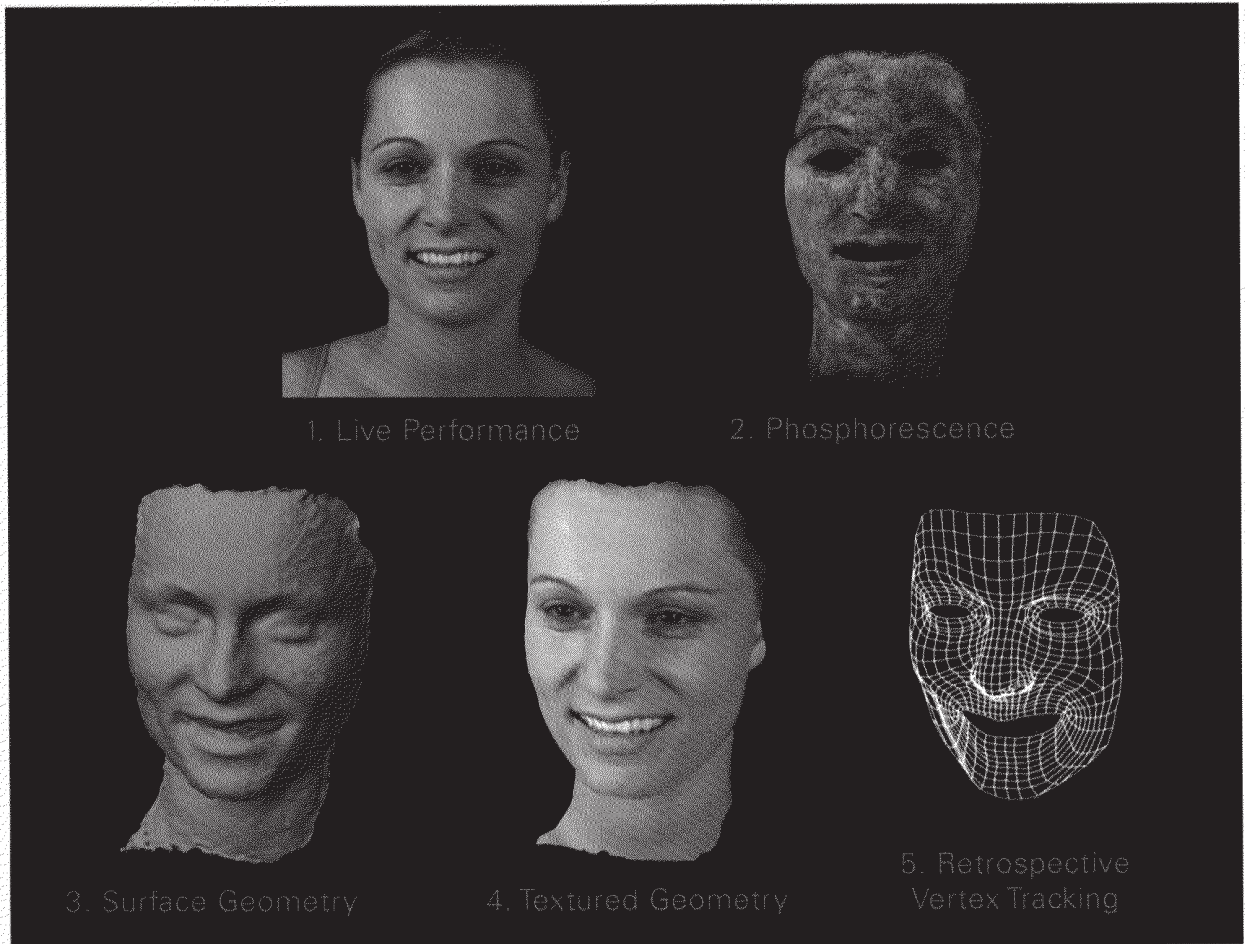 1. Live Performance
2. Phosphorescence
3. Surface Geometry
4. Textured Geometry
5. Retrospective
Vertex Tracking